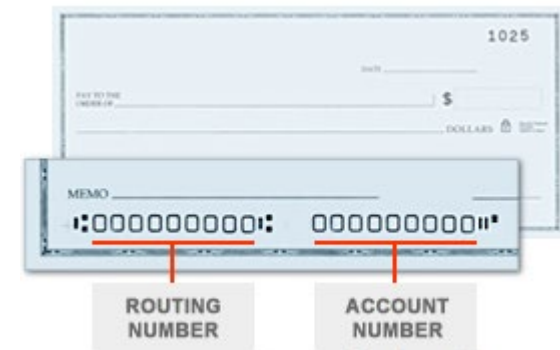 1025
DATE
PAY TO THE
ORDER OF
$
DOLLARS
MEMO
⑆000000000⑆ 000000000⑈
ROUTING
NUMBER
ACCOUNT
NUMBER